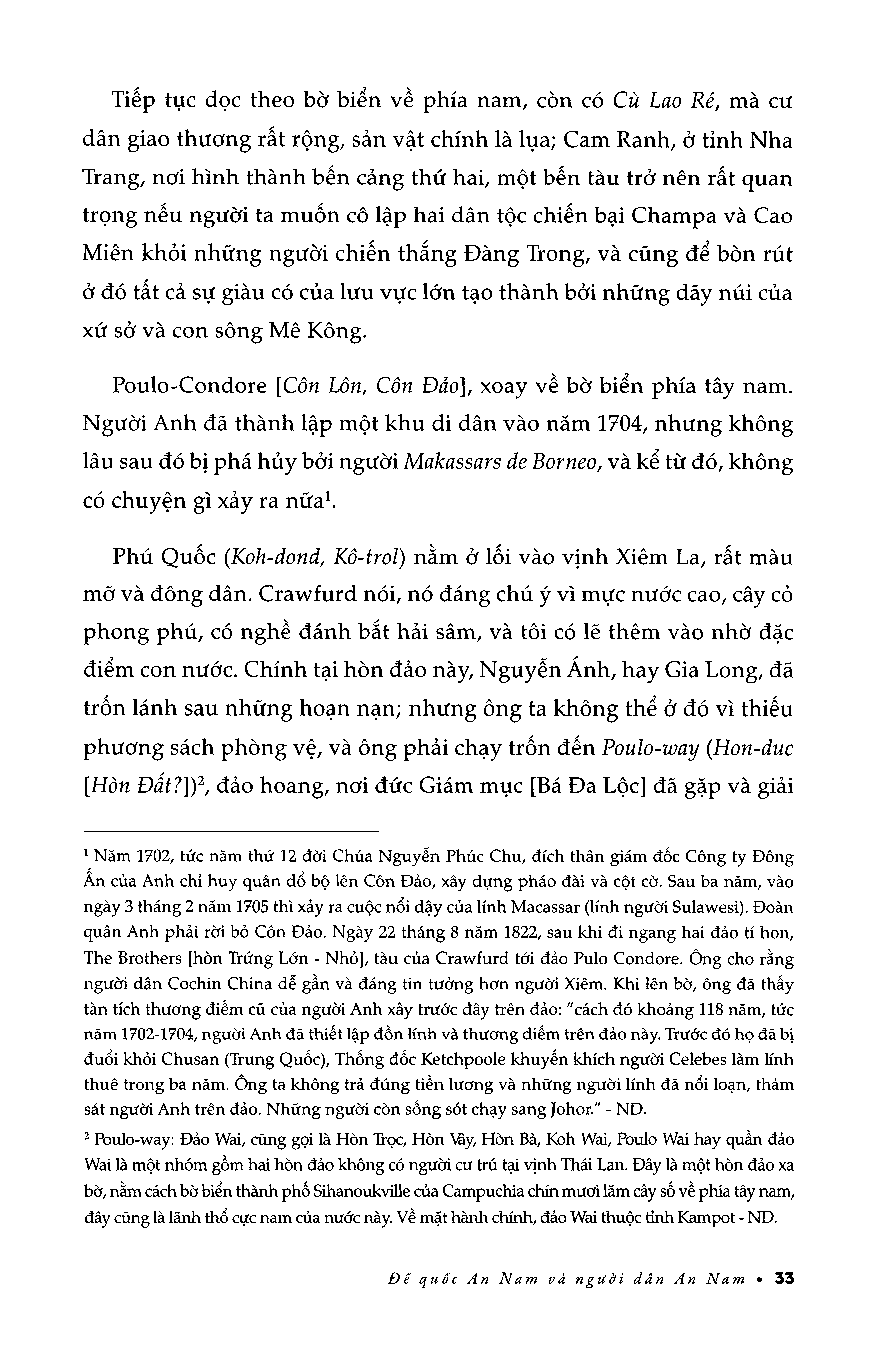 Tiếp tục dọc theo bờ biển về phía nam, còn có Cù Lao Ré, mà cư
dân giao thương rất rộng, sản vật chính là lụa; Cam Ranh, ở tỉnh Nha
Trang, nơi hình thành bến cảng thứ hai, một bến tàu trở nên rất quan
trọng nếu người ta muốn cô lập hai dân tộc chiến bại Champa và Cao
Miên khỏi những người chiến thắng Đàng Trong, và cũng để bòn rút
ở đó tất cả sự giàu có của lưu vực lớn tạo thành bởi những dãy núi của
xứ sở và con sông Mê Kông.
Poulo-Condore [Côn Lôn, Côn Đảo], xoay về bờ biển phía tây nam.
Người Anh đã thành lập một khu di dân vào năm 1704, nhưng không
lâu sau đó bị phá hủy bởi người Makassars de Borneo, và kể từ đó, không
có chuyện gì xảy ra nữa¹.
Phú Quốc (Koh-dond, Kô-trol) nằm ở lối vào vịnh Xiêm La, rất màu
mỡ và đông dân. Crawfurd nói, nó đáng chú ý vì mực nước cao, cây cỏ
phong phú, có nghề đánh bắt hải sâm, và tôi có lẽ thêm vào nhờ đặc
điểm con nước. Chính tại hòn đảo này, Nguyễn Ánh, hay Gia Long, đã
trốn lánh sau những hoạn nạn; nhưng ông ta không thể ở đó vì thiếu
phương sách phòng vệ, và ông phải chạy trốn đến Poulo-way (Hon-duc
[Hòn Đất?])², đảo hoang, nơi đức Giám mục [Bá Đa Lộc] đã gặp và giải
¹ Năm 1702, tức năm thứ 12 đời Chúa Nguyễn Phúc Chu, đích thân giám đốc Công ty Đông
Ấn của Anh chỉ huy quân đổ bộ lên Côn Đảo, xây dựng pháo đài và cột cờ. Sau ba năm, vào
ngày 3 tháng 2 năm 1705 thì xảy ra cuộc nổi dậy của lính Macassar (lính người Sulawesi). Đoàn
quân Anh phải rời bỏ Côn Đảo. Ngày 22 tháng 8 năm 1822, sau khi đi ngang hai đảo tí hon,
The Brothers [hòn Trứng Lớn - Nhỏ], tàu của Crawfurd tới đảo Pulo Condore. Ông cho rằng
người dân Cochin China dễ gần và đáng tin tưởng hơn người Xiêm. Khi lên bờ, ông đã thấy
tàn tích thương điếm cũ của người Anh xây trước đây trên đảo: "cách đó khoảng 118 năm, tức
năm 1702-1704, người Anh đã thiết lập đồn lính và thương điếm trên đảo này. Trước đó họ đã bị
đuổi khỏi Chusan (Trung Quốc), Thống đốc Ketchpoole khuyến khích người Celebes làm lính
thuê trong ba năm. Ông ta không trả đúng tiền lương và những người lính đã nổi loạn, thảm
sát người Anh trên đảo. Những người còn sống sót chạy sang Johor." - ND.
² Poulo-way: Đảo Wai, cũng gọi là Hòn Trọc, Hòn Vây, Hòn Bà, Koh Wai, Poulo Wai hay quần đảo
Wai là một nhóm gồm hai hòn đảo không có người cư trú tại vịnh Thái Lan. Đây là một hòn đảo xa
bờ, nằm cách bờ biển thành phố Sihanoukville của Campuchia chín mươi lăm cây số về phía tây nam,
đây cũng là lãnh thổ cực nam của nước này. Về mặt hành chính, đảo Wai thuộc tỉnh Kampot - ND.
Đế quốc An Nam và người dân An Nam • 33